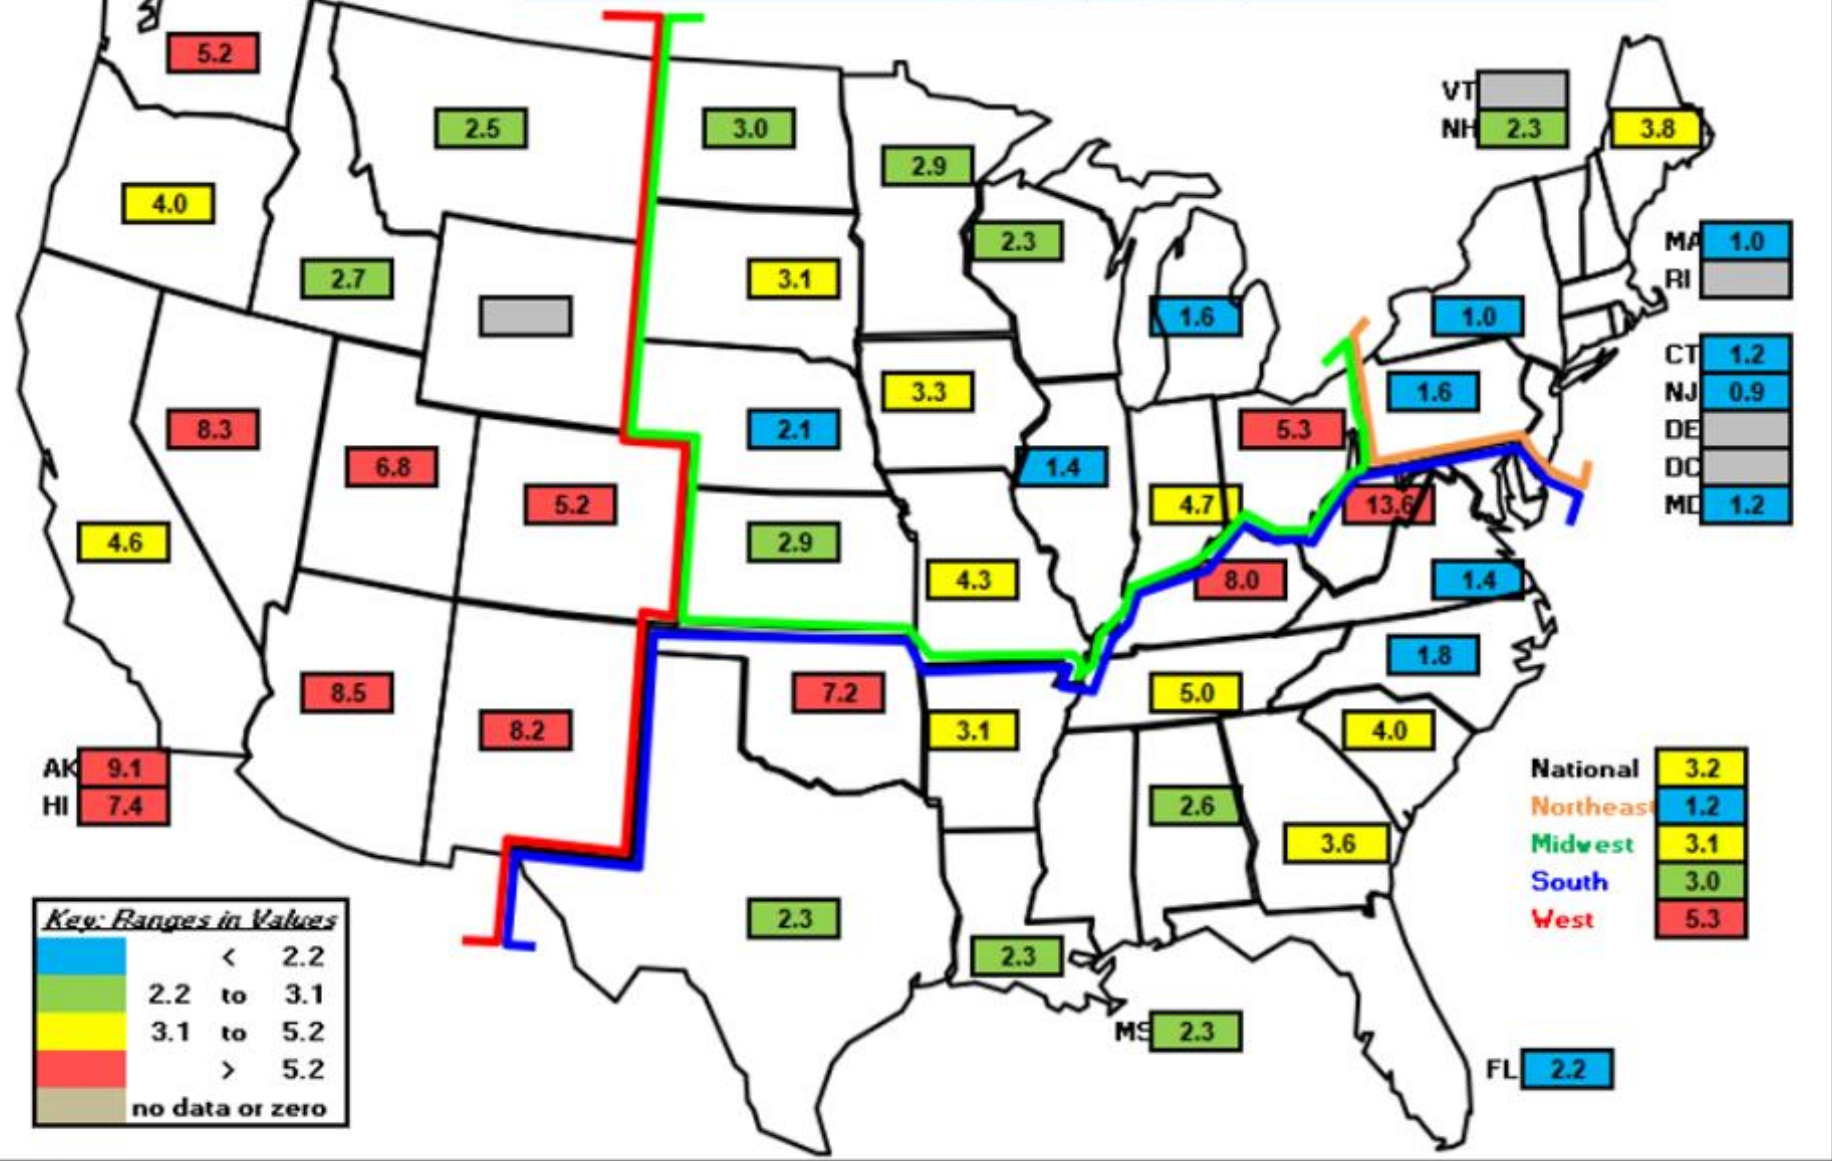 5.2
VT
2.5
3.0
NH 2.3
3.8
2.9
4.0
MA 1.0
2.3
RI
2.7
3.1
1.6
1.0
CT 1.2
3.3
1.6
NJ 0.9
8.3
2.1
5.3
DE
6.8
1.4
DC
5.2
4.7
13.6
MD 1.2
4.6
2.9
4.3
8.0
1.4
1.8
8.5
7.2
5.0
8.2
3.1
4.0
AK 9.1
National 3.2
HI 7.4
2.6
Northeast 1.2
3.6
Midwest 3.1
South 3.0
2.3
West 5.3
Key: Ranges in Values
< 2.2
2.2 to 3.1
3.1 to 5.2
> 5.2
no data or zero
2.3
MS 2.3
FL 2.2